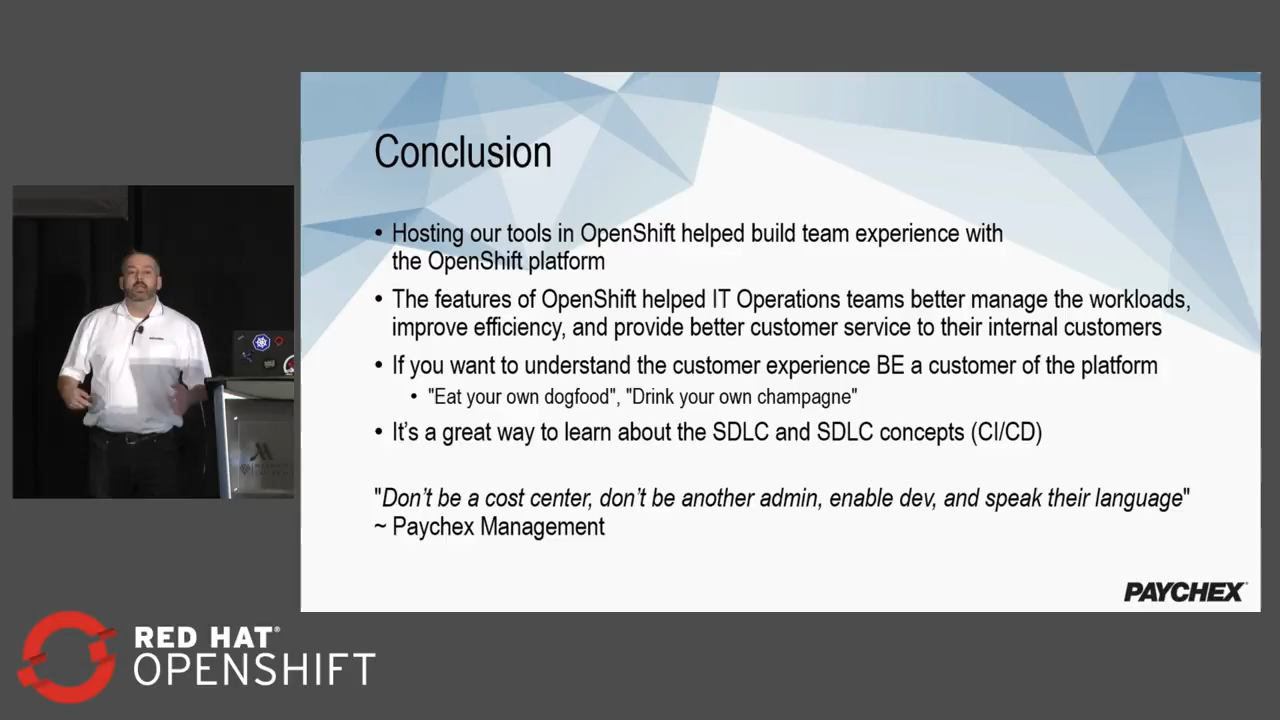 Conclusion
• Hosting our tools in OpenShift helped build team experience with
the OpenShift platform
• The features of OpenShift helped IT Operations teams better manage the workloads,
improve efficiency, and provide better customer service to their internal customers
• If you want to understand the customer experience BE a customer of the platform
• "Eat your own dogfood", "Drink your own champagne"
• It's a great way to learn about the SDLC and SDLC concepts (CI/CD)
"Don't be a cost center, don't be another admin, enable dev, and speak their language"
~ Paychex Management
PAYCHEX
RED HAT®
OPENSHIFT